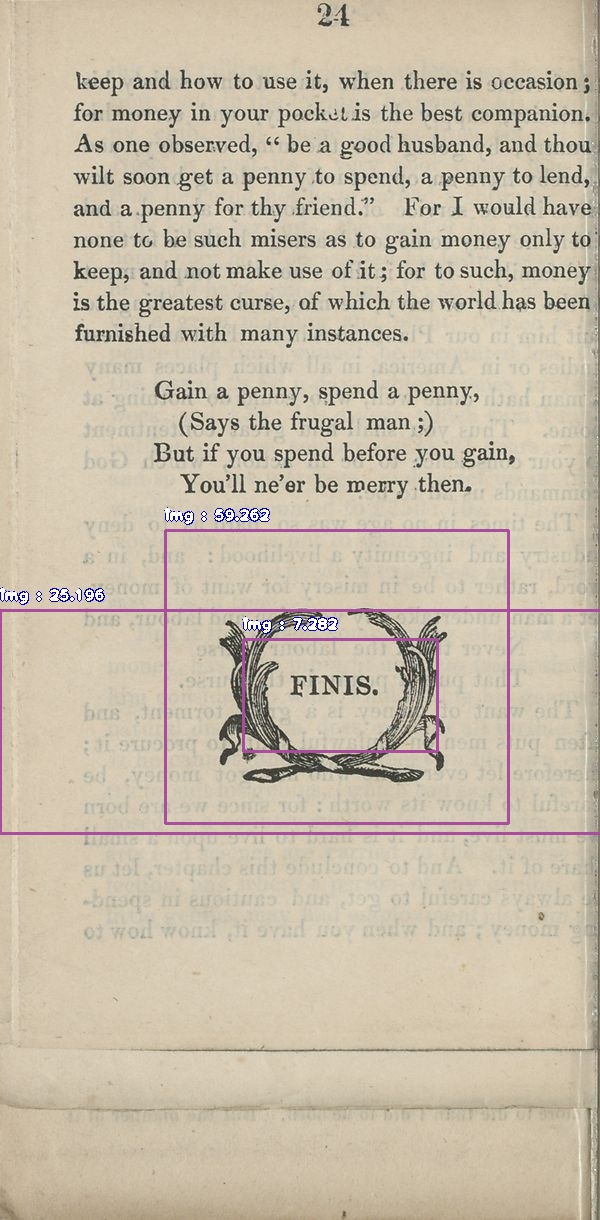 24
keep and how to use it, when there is occasion;
for money in your pocket is the best companion.
As one observed, “ be a good husband, and thou
wilt soon get a penny to spend, a penny to lend,
and a penny for thy friend.” For I would have
none to be such misers as to gain money only to
keep, and not make use of it; for to such, money
is the greatest curse, of which the world has been
furnished with many instances.
Gain a penny, spend a penny,
(Says the frugal man ;)
But if you spend before you gain,
You'll ne'er be merry then.
img : 59.262
img : 25.196
img : 7.282
FINIS.